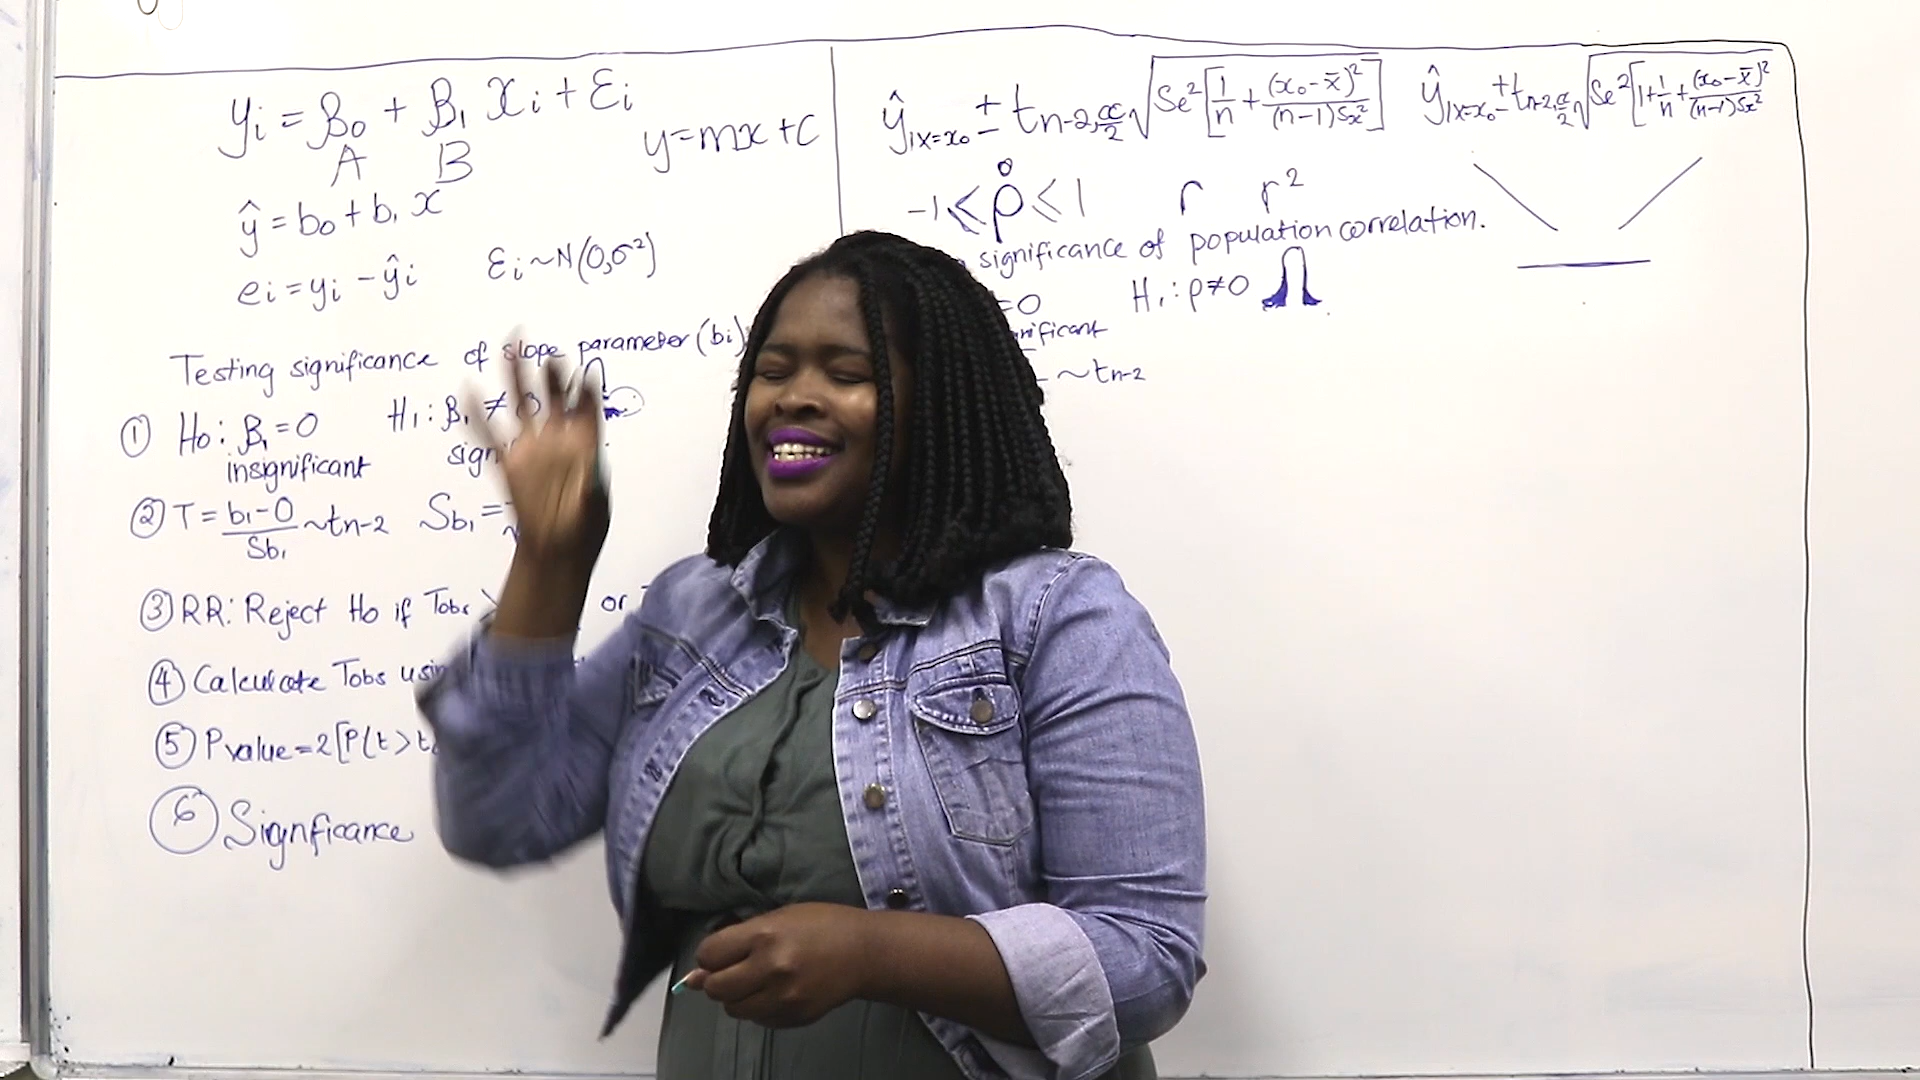 yᵢ = β₀ + β₁ xᵢ + εᵢ
A B
y = mx + c
ŷ = b₀ + b₁ x
eᵢ = yᵢ - ŷᵢ εᵢ ~ N(0,σ²)
Testing significance of slope parameter (bᵢ)
① H₀: β₁ = 0 H₁: β₁ ≠ 0
insignificant
② T = b₁-0 / Sb₁ ~ tn-2 Sb₁ =
③ RR: Reject H₀ if Tobs > or
④ Calculate Tobs
⑤ Pvalue = 2[P(t>t
⑥ Signficance
ŷ|x=x₀ ± tn-2,α/2 √Se²[1/n + (x₀-x̄)²/(n-1)Sx²]
ŷ|x=x₀ ± tn-2,α/2 √Se²[1+1/n+(x₀-x̄)²/(n-1)Sx²]
-1 ≤ ρ ≤ 1 r r²
significance of population correlation.
=0 H₁: ρ≠0
~tn-2